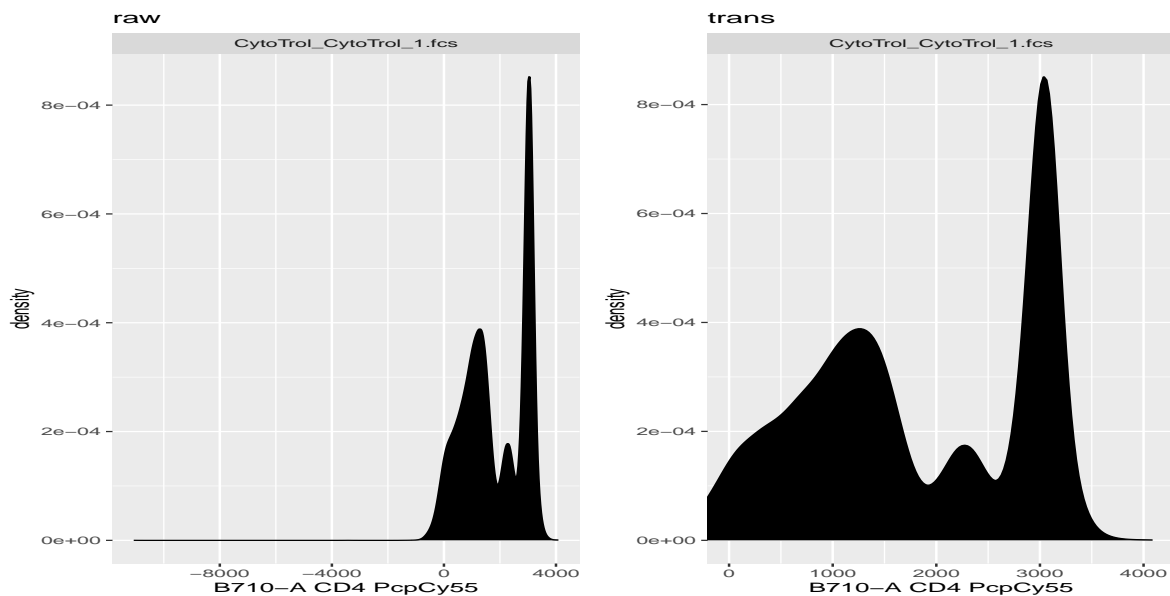 raw
CytoTrol_CytoTrol_1.fcs
8e−04
6e−04
4e−04
2e−04
0e+00
density
−8000 −4000 0 4000
B710−A CD4 PcpCy55
trans
CytoTrol_CytoTrol_1.fcs
8e−04
6e−04
4e−04
2e−04
0e+00
density
0 1000 2000 3000 4000
B710−A CD4 PcpCy55